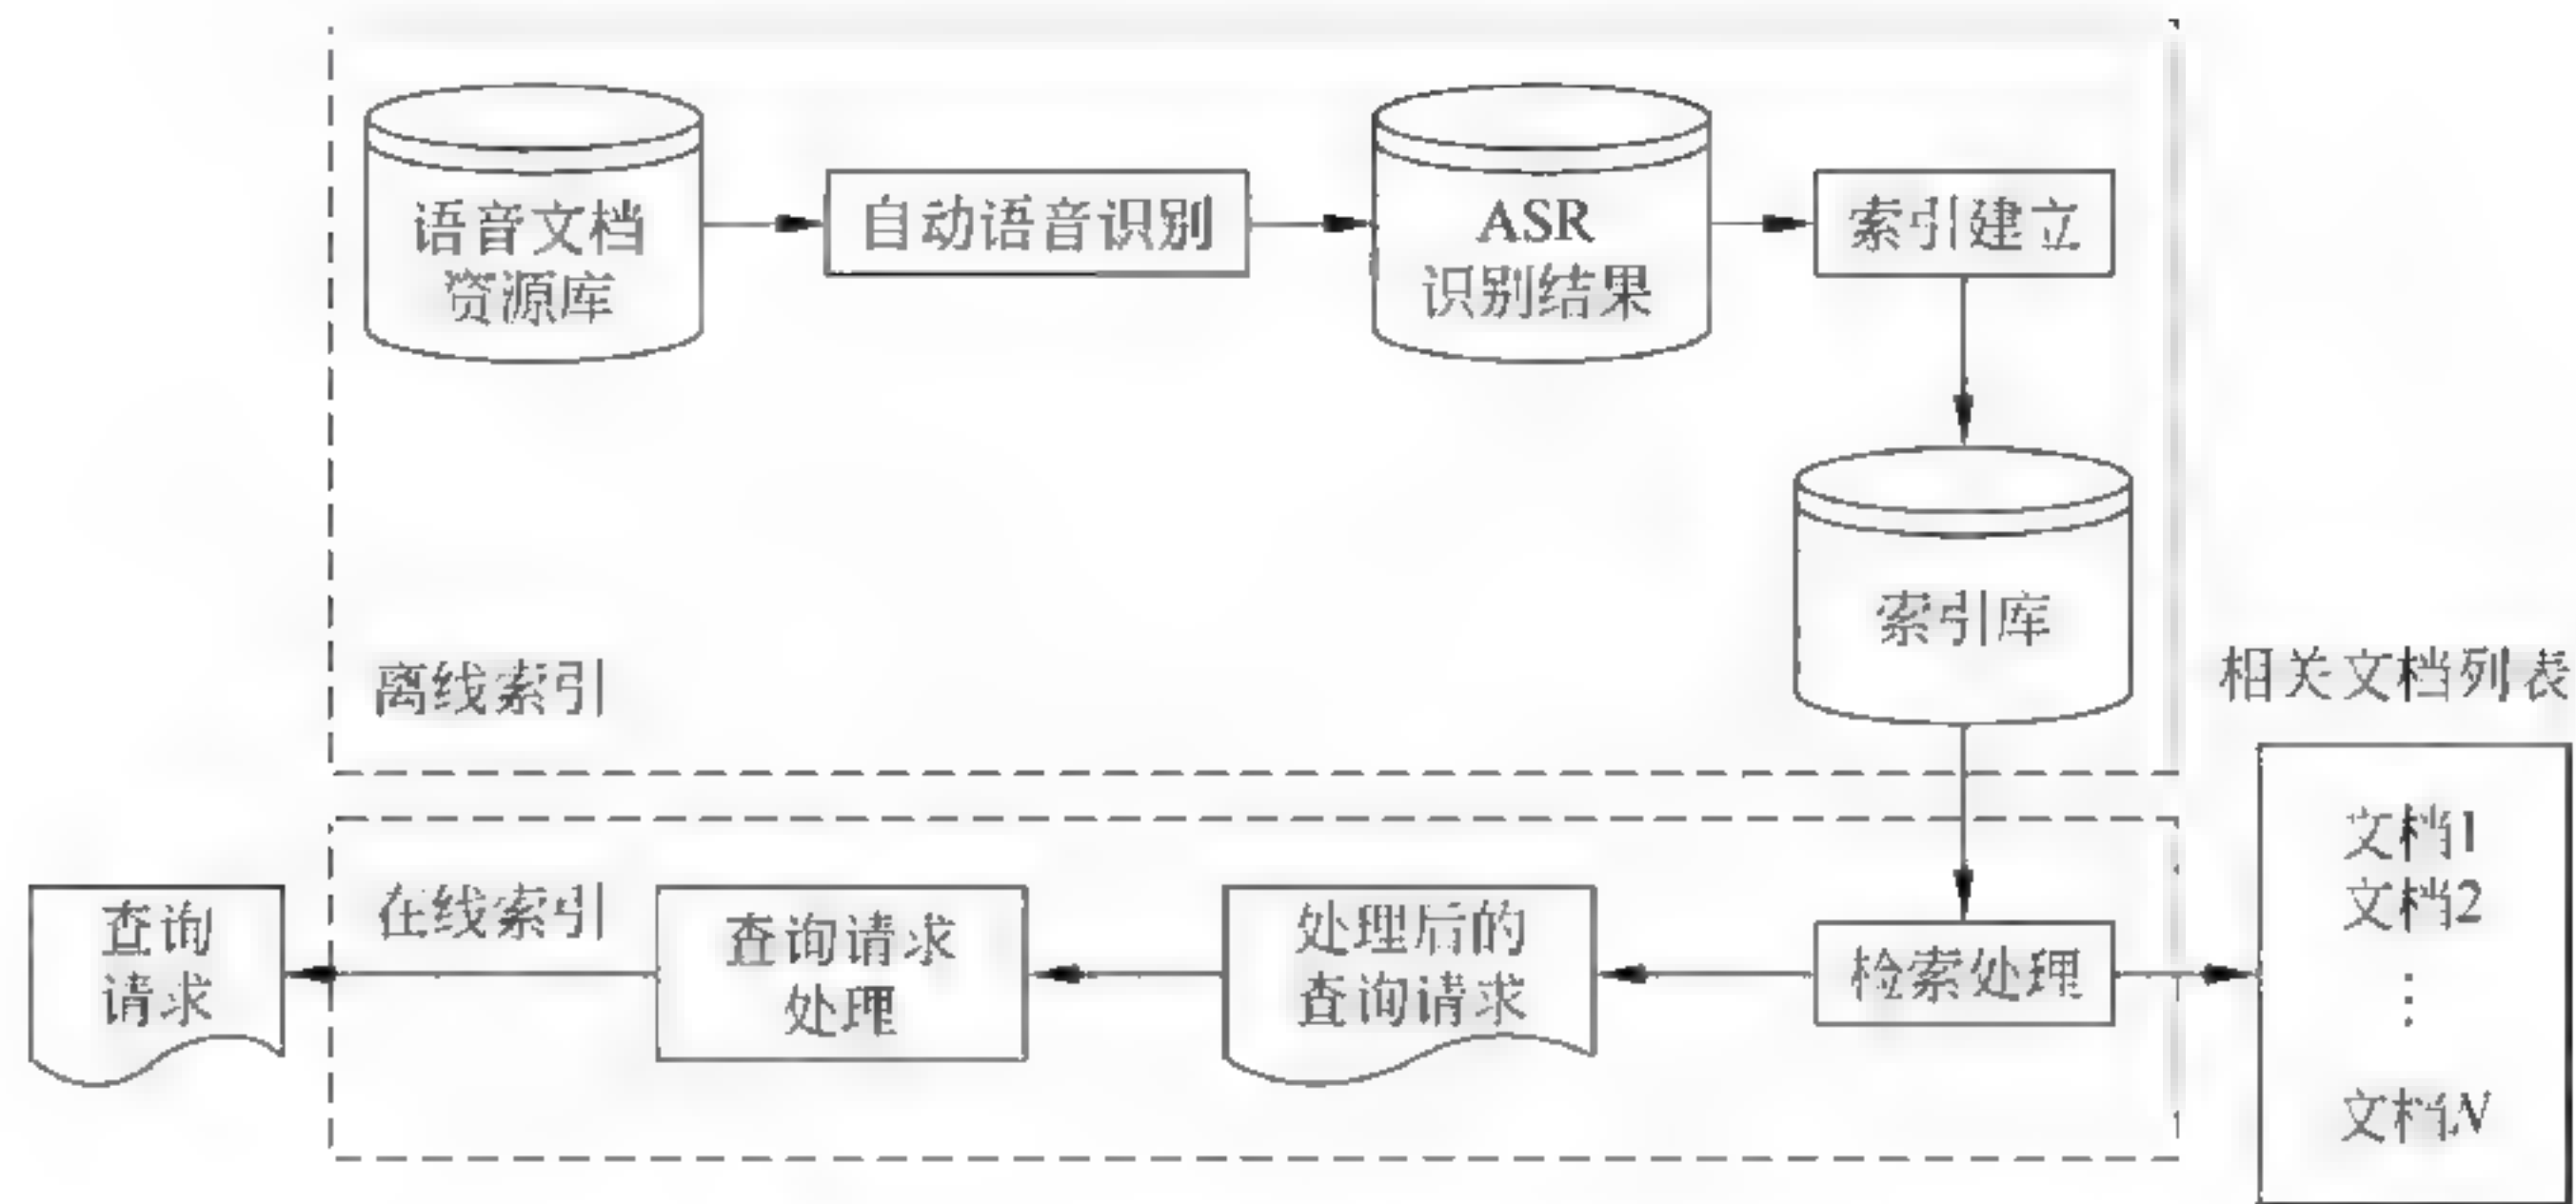 语音文档
资源库
自动语音识别
ASR
识别结果
索引建立
索引库
离线索引
相关文档列表
文档1
文档2
⋮
文档N
查询
请求
在线索引
查询请求
处理
处理后的
查询请求
检索处理